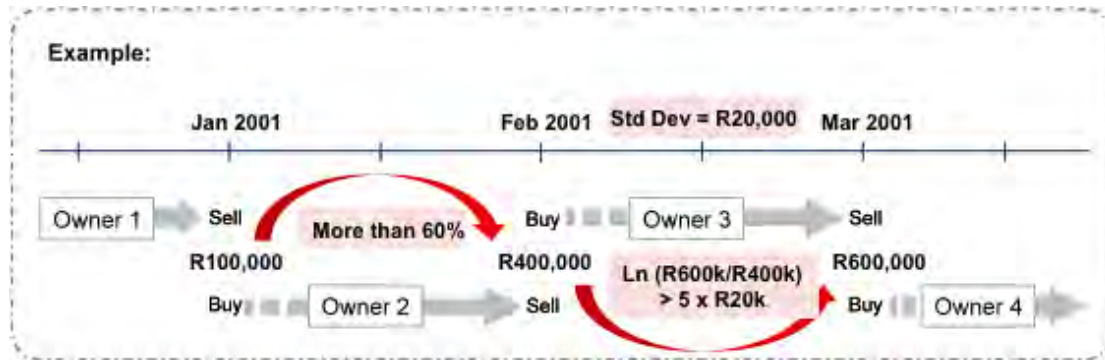 Example:
Jan 2001 Feb 2001 Std Dev = R20,000 Mar 2001
Owner 1 Sell More than 60% Buy Owner 3 Sell
R100,000 R400,000 Ln (R600k/R400k) R600,000
> 5 x R20k
Buy Owner 2 Sell Buy Owner 4